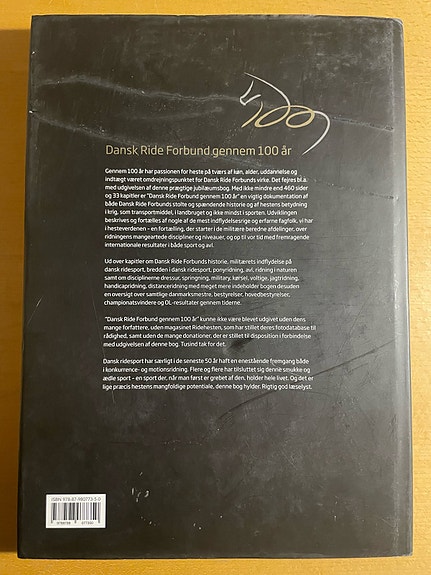 100
Dansk Ride Forbund gennem 100 år
Gennem 100 år har passionen for heste på tværs af køn, alder, uddannelse og
indtægt været omdrejningspunktet for Dansk Ride Forbunds virke. Det fejres bl.a.
med udgivelsen af denne prægtige jubilæumsbog. Med ikke mindre end 460 sider
og 33 kapitler er "Dansk Ride Forbund gennem 100 år" en vigtig dokumentation af
både Dansk Ride Forbunds stolte og spændende historie og af hestens betydning
i krig, som transportmiddel, i landbruget og ikke mindst i sporten. Udviklingen
beskrives og fortælles af nogle af de mest indflydelsesrige og erfarne fagfolk, vi har
i hesteverdenen – en fortælling, der starter i de militære beredne afdelinger, over
ridningens mangeartede discipliner og niveauer, og op til vor tid med fremragende
internationale resultater i både sport og avl.
Ud over kapitler om Dansk Ride Forbunds historie, militærets indflydelse på
dansk ridesport, bredden i dansk ridesport, ponyridning, avl, ridning i naturen
samt om disciplinerne dressur, springning, military, kørsel, voltige, jagtridning,
handicapridning, distanceridning med meget mere indeholder bogen desuden
en oversigt over samtlige danmarksmestre, bestyrelser, hovedbestyrelser,
championatsvindere og OL-resultater gennem tiderne.
"Dansk Ride Forbund gennem 100 år" kunne ikke være blevet udgivet uden dens
mange forfattere, uden magasinet Ridehesten, som har stillet deres fotodatabase til
rådighed, samt uden de mange donationer, der er stillet til disposition i forbindelse
med udgivelsen af denne bog. Tusind tak for det.
Dansk ridesport har særligt i de seneste 50 år haft en enestående fremgang både
i konkurrence- og motionsridning. Flere og flere har tilsluttet sig denne smukke og
ædle sport – en sport der, når man først er grebet af den, holder hele livet. Og det er
lige præcis hestens mangfoldige potentiale, denne bog hylder. Rigtig god læselyst.
ISBN 978-87-980773-5-0
9 788798 077350